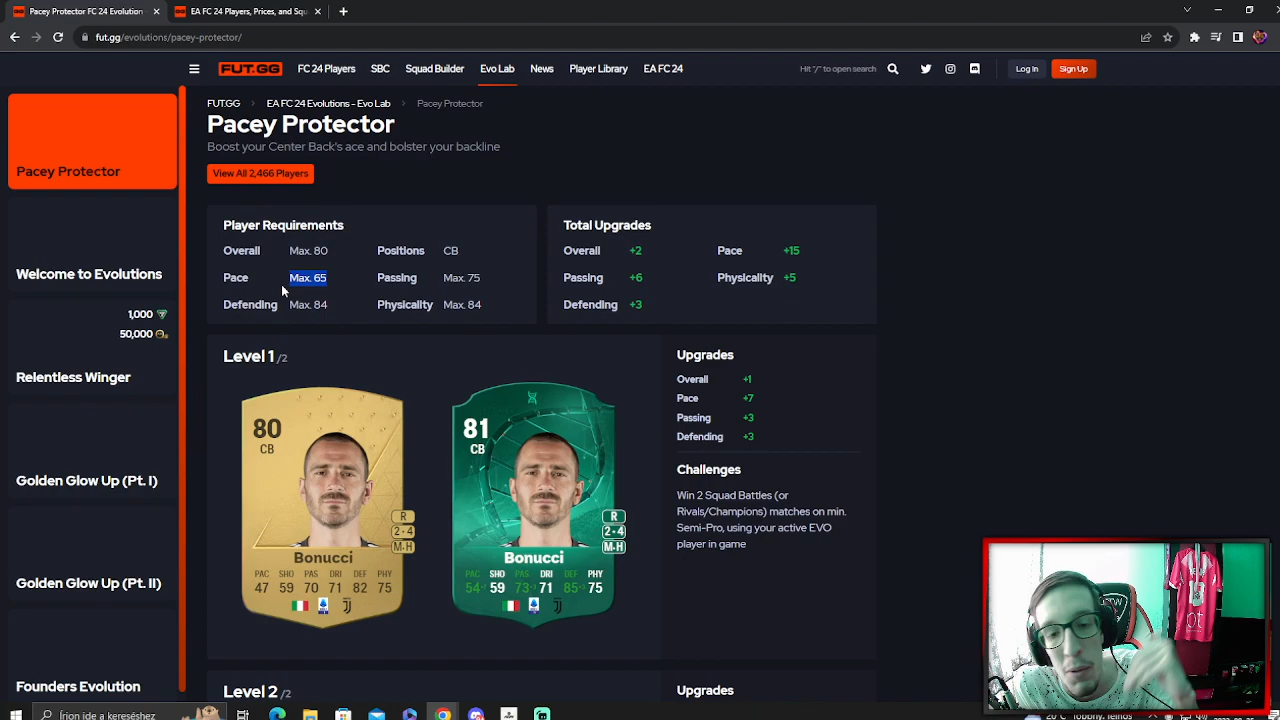 Pacey Protector FC 24 Evolution
EA FC 24 Players, Prices, and Squ
fut.gg/evolutions/pacey-protector/
FUT.GG
FC 24 Players
SBC
Squad Builder
Evo Lab
News
Player Library
EA FC 24
Hit "/" to open search
Log In
Sign Up
Pacey Protector
Welcome to Evolutions
1,000
50,000
Relentless Winger
Golden Glow Up (Pt. I)
Golden Glow Up (Pt. II)
Founders Evolution
FUT.GG > EA FC 24 Evolutions - Evo Lab > Pacey Protector
Pacey Protector
Boost your Center Back's ace and bolster your backline
View All 2,466 Players
Player Requirements
Overall Max. 80 Positions CB
Pace Max. 65 Passing Max. 75
Defending Max. 84 Physicality Max. 84
Total Upgrades
Overall +2 Pace +15
Passing +6 Physicality +5
Defending +3
Level 1 /2
80
CB
R
2-4
M-H
Bonucci
PAC SHO PAS DRI DEF PHY
47 59 70 71 82 75
81
CB
R
2-4
M-H
Bonucci
PAC SHO PAS DRI DEF PHY
54 59 73+3 71 85+3 75
Upgrades
Overall +1
Pace +7
Passing +3
Defending +3
Challenges
Win 2 Squad Battles (or
Rivals/Champions) matches on min.
Semi-Pro, using your active EVO
player in game
Level 2 /2
Upgrades
Írjon ide a kereséshez